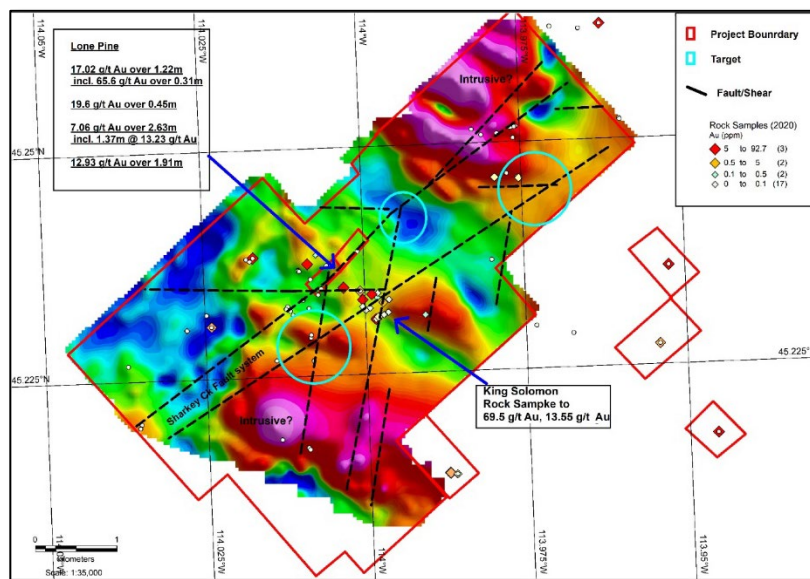 114.05°W
114.025°W
114°W
113.975°W
Lone Pine
17.02 g/t Au over 1.22m
incl. 65.6 g/t Au over 0.31m
19.6 g/t Au over 0.45m
7.06 g/t Au over 2.63m
incl. 1.37m @ 13.23 g/t Au
12.93 g/t Au over 1.91m
Project Bounrdary
Target
Fault/Shear
Rock Samples (2020)
Au (ppm)
5 to 92.7 (3)
0.5 to 5 (2)
0.1 to 0.5 (2)
0 to 0.1 (17)
Intrusive?
45.25°N
45.25°N
45.225°N
45.225°N
Sharkey Ck Fault system
Intrusive?
King Solomon
Rock Sampke to
69.5 g/t Au, 13.55 g/t Au
0
1
kilometers
Scale: 1:35,000
114.025°W
114°W
113.975°W
113.95°W